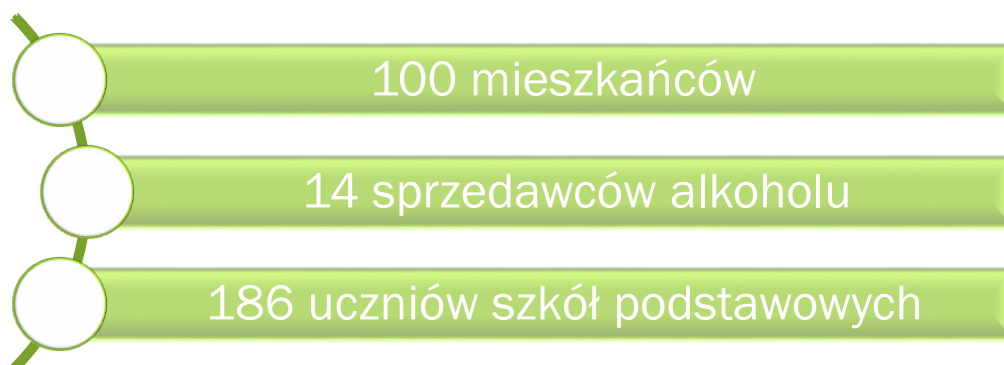 100 mieszkańców
14 sprzedawców alkoholu
186 uczniów szkół podstawowych